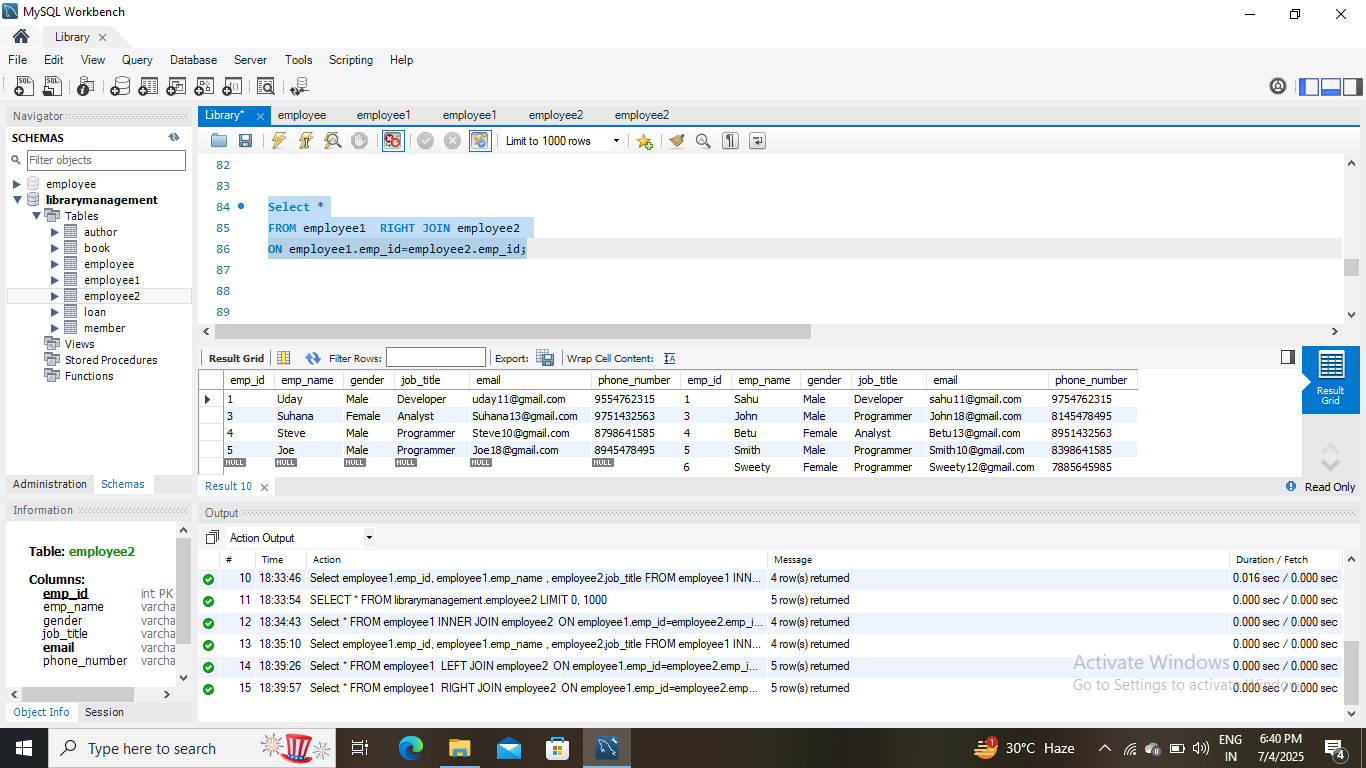 MySQL Workbench
Library
File Edit View Query Database Server Tools Scripting Help
Navigator
SCHEMAS
Filter objects
employee
librarymanagement
Tables
author
book
employee
employee1
employee2
loan
member
Views
Stored Procedures
Functions
Administration Schemas
Information
Table: employee2
Columns:
emp_id int PK
emp_name varcha
gender varcha
job_title varcha
email varcha
phone_number varcha
Object Info Session
Library* employee employee1 employee1 employee2 employee2
Limit to 1000 rows
82
83
84 Select *
85 FROM employee1 RIGHT JOIN employee2
86 ON employee1.emp_id=employee2.emp_id;
87
88
89
Result Grid Filter Rows: Export: Wrap Cell Content:
emp_id emp_name gender job_title email phone_number emp_id emp_name gender job_title email phone_number
1 Uday Male Developer uday11@gmail.com 9554762315 1 Sahu Male Developer sahu11@gmail.com 9754762315
3 Suhana Female Analyst Suhana13@gmail.com 9751432563 3 John Male Programmer John18@gmail.com 8145478495
4 Steve Male Programmer Steve10@gmail.com 8798641585 4 Betu Female Analyst Betu13@gmail.com 8951432563
5 Joe Male Programmer Joe18@gmail.com 8945478495 5 Smith Male Programmer Smith10@gmail.com 8398641585
NULL NULL NULL NULL NULL NULL 6 Sweety Female Programmer Sweety12@gmail.com 7885645985
Result Grid
Result 10
Read Only
Output
Action Output
# Time Action Message Duration / Fetch
10 18:33:46 Select employee1.emp_id, employee1.emp_name , employee2.job_title FROM employee1 INN... 4 row(s) returned 0.016 sec / 0.000 sec
11 18:33:54 SELECT * FROM librarymanagement.employee2 LIMIT 0, 1000 5 row(s) returned 0.000 sec / 0.000 sec
12 18:34:43 Select * FROM employee1 INNER JOIN employee2 ON employee1.emp_id=employee2.emp_i... 4 row(s) returned 0.000 sec / 0.000 sec
13 18:35:10 Select employee1.emp_id, employee1.emp_name , employee2.job_title FROM employee1 INN... 4 row(s) returned 0.000 sec / 0.000 sec
14 18:39:26 Select * FROM employee1 LEFT JOIN employee2 ON employee1.emp_id=employee2.emp_i... 5 row(s) returned 0.000 sec / 0.000 sec
15 18:39:57 Select * FROM employee1 RIGHT JOIN employee2 ON employee1.emp_id=employee2.emp... 5 row(s) returned 0.000 sec / 0.000 sec
Activate Windows
Go to Settings to activate Windows.
Type here to search
1
30°C Haze
ENG
IN
6:40 PM
7/4/2025
4